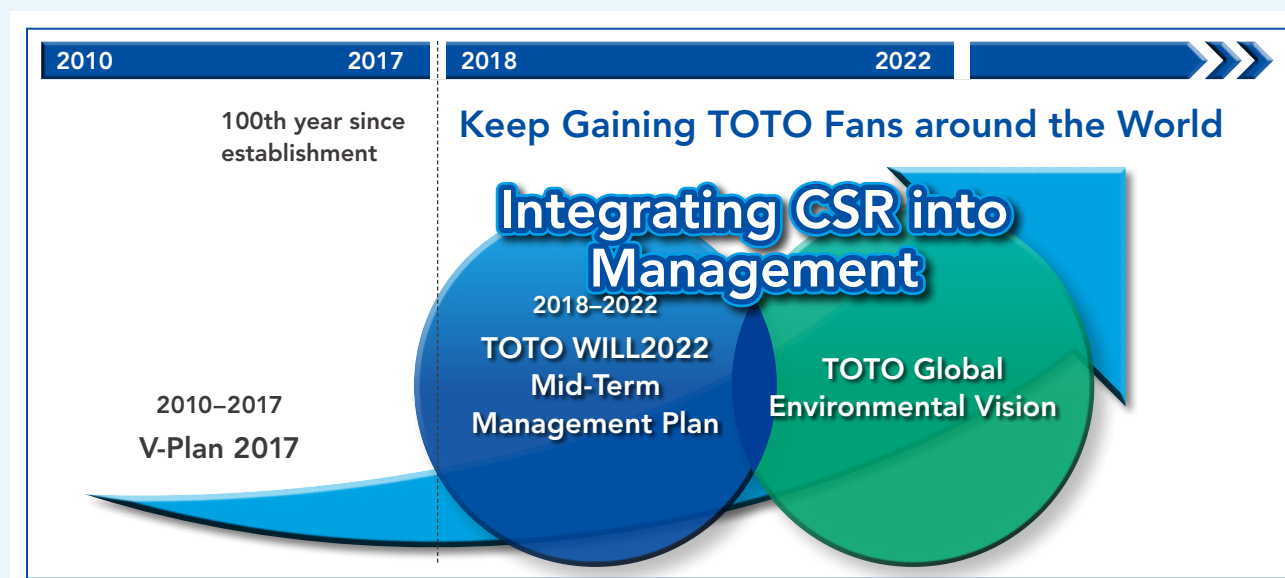 2010
2017
2018
2022
100th year since
establishment
Keep Gaining TOTO Fans around the World
Integrating CSR into
Management
2018–2022
TOTO WILL2022
Mid-Term
Management Plan
TOTO Global
Environmental Vision
2010–2017
V-Plan 2017